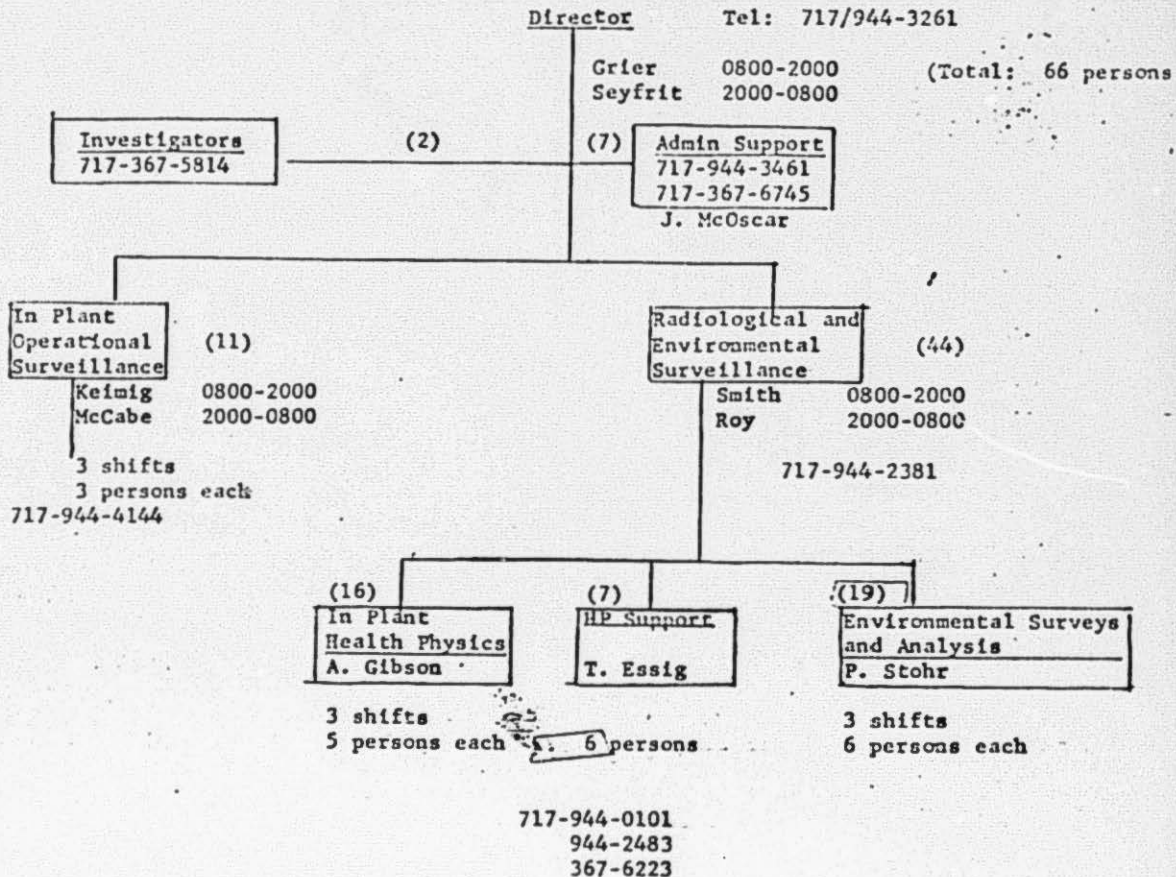 Director Tel: 717/944-3261
Grier 0800-2000 (Total: 66 persons
Seyfrit 2000-0800
Investigators (2) (7) Admin Support
717-367-5814 717-944-3461
717-367-6745
J. McOscar
In Plant
Operational (11)
Surveillance
Keimig 0800-2000
McCabe 2000-0800
3 shifts
3 persons each
717-944-4144
Radiological and
Environmental (44)
Surveillance
Smith 0800-2000
Roy 2000-0800
717-944-2381
(16)
In Plant
Health Physics
A. Gibson
3 shifts
5 persons each
(7)
HP Support
T. Essig
6 persons
(19)
Environmental Surveys
and Analysis
P. Stohr
3 shifts
6 persons each
717-944-0101
944-2483
367-6223